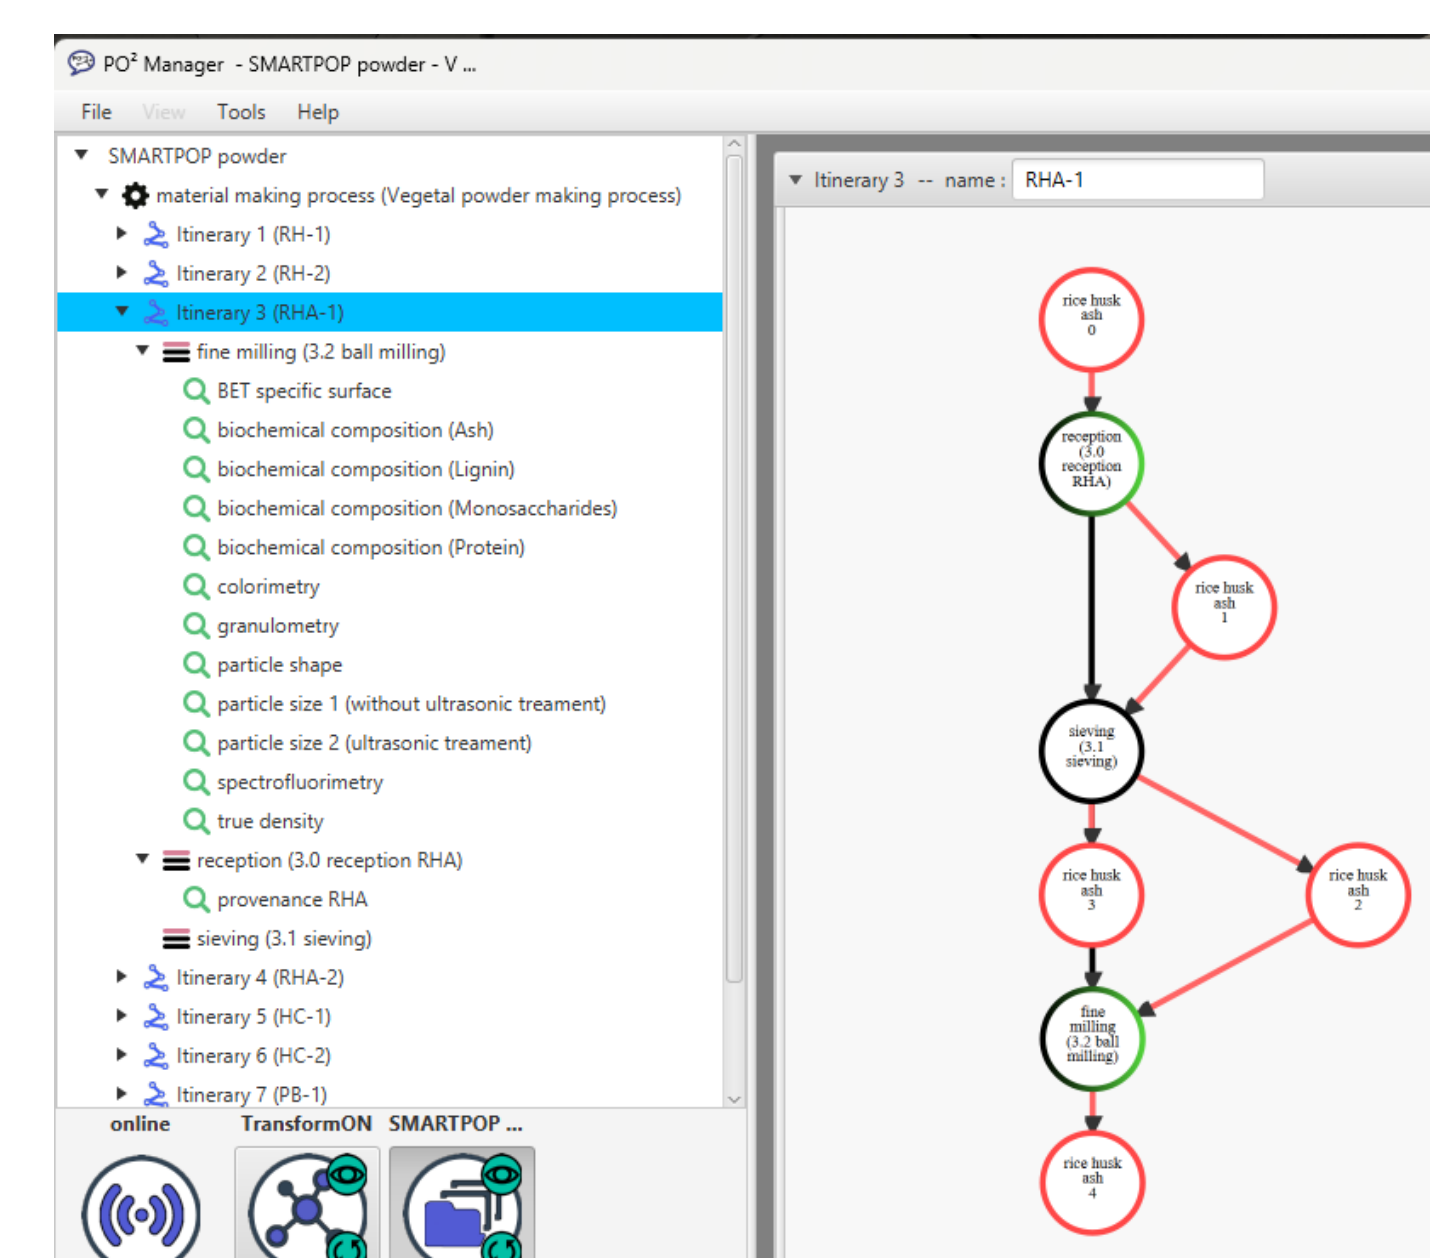 PO² Manager - SMARTPOP powder - V ...
File View Tools Help
SMARTPOP powder
material making process (Vegetal powder making process)
Itinerary 1 (RH-1)
Itinerary 2 (RH-2)
Itinerary 3 (RHA-1)
fine milling (3.2 ball milling)
BET specific surface
biochemical composition (Ash)
biochemical composition (Lignin)
biochemical composition (Monosaccharides)
biochemical composition (Protein)
colorimetry
granulometry
particle shape
particle size 1 (without ultrasonic treament)
particle size 2 (ultrasonic treament)
spectrofluorimetry
true density
reception (3.0 reception RHA)
provenance RHA
sieving (3.1 sieving)
Itinerary 4 (RHA-2)
Itinerary 5 (HC-1)
Itinerary 6 (HC-2)
Itinerary 7 (PB-1)
online TransformON SMARTPOP ...
Itinerary 3 -- name : RHA-1
rice husk
ash
0
reception
(3.0
reception
RHA)
rice husk
ash
1
sieving
(3.1
sieving)
rice husk
ash
3
rice husk
ash
2
fine
milling
(3.2 ball
milling)
rice husk
ash
4